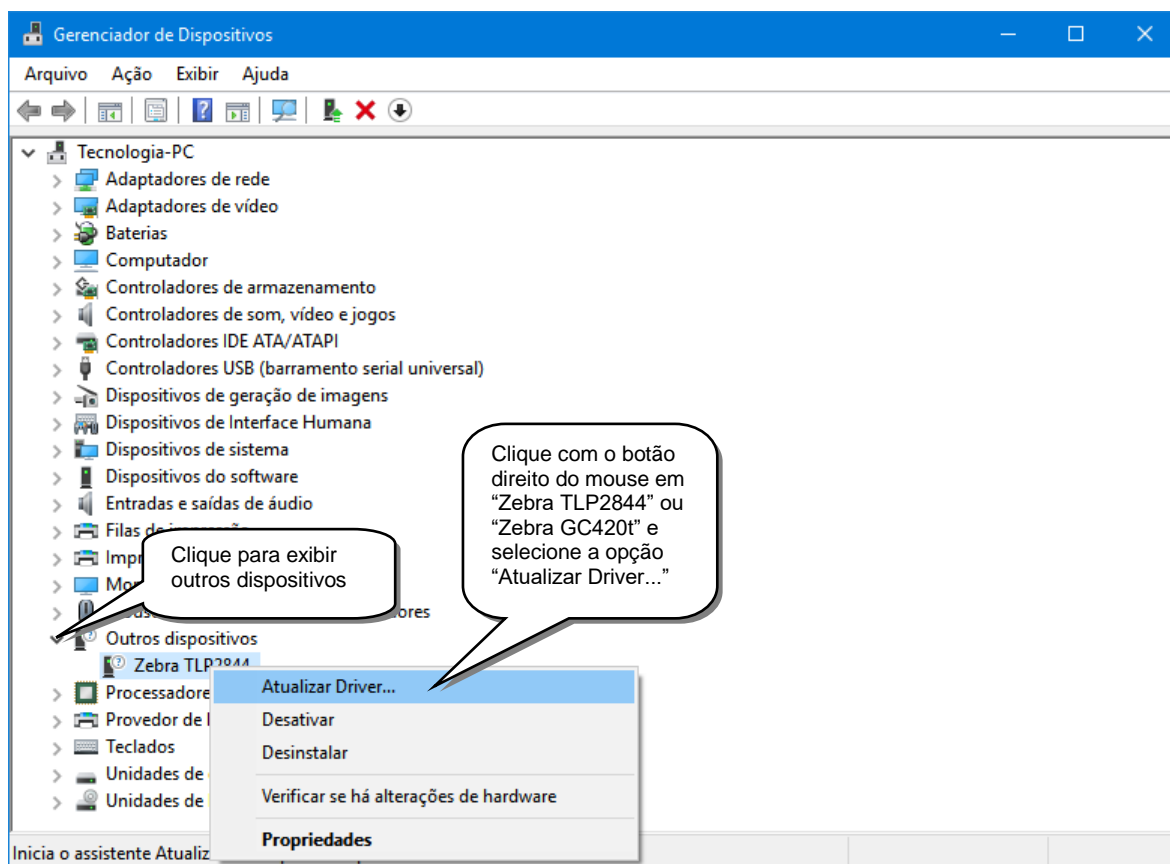 Gerenciador de Dispositivos
Arquivo Ação Exibir Ajuda
Tecnologia-PC
Adaptadores de rede
Adaptadores de vídeo
Baterias
Computador
Controladores de armazenamento
Controladores de som, vídeo e jogos
Controladores IDE ATA/ATAPI
Controladores USB (barramento serial universal)
Dispositivos de geração de imagens
Dispositivos de Interface Humana
Dispositivos de sistema
Dispositivos do software
Entradas e saídas de áudio
Filas de
Outros dispositivos
Zebra TLP2844
Provedor de
Teclados
Unidades de
Unidades de
Clique para exibir
outros dispositivos
Clique com o botão
direito do mouse em
“Zebra TLP2844” ou
“Zebra GC420t” e
selecione a opção
“Atualizar Driver...”
Atualizar Driver...
Desativar
Desinstalar
Verificar se há alterações de hardware
Propriedades
Inicia o assistente